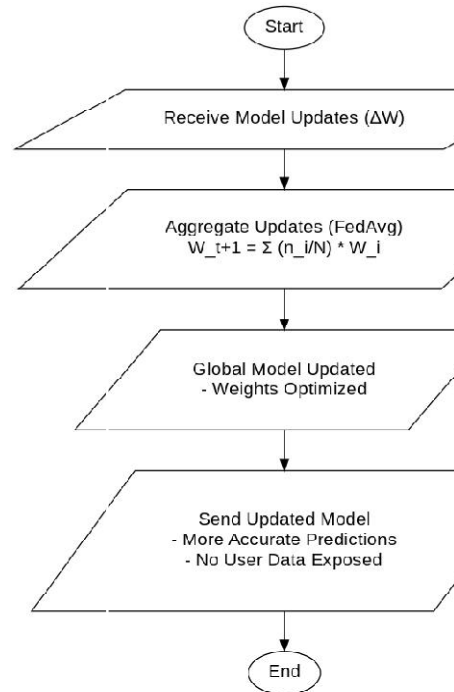 Start
Receive Model Updates (ΔW)
Aggregate Updates (FedAvg)
W_t+1 = Σ (n_i/N) * W_i
Global Model Updated
- Weights Optimized
Send Updated Model
- More Accurate Predictions
- No User Data Exposed
End